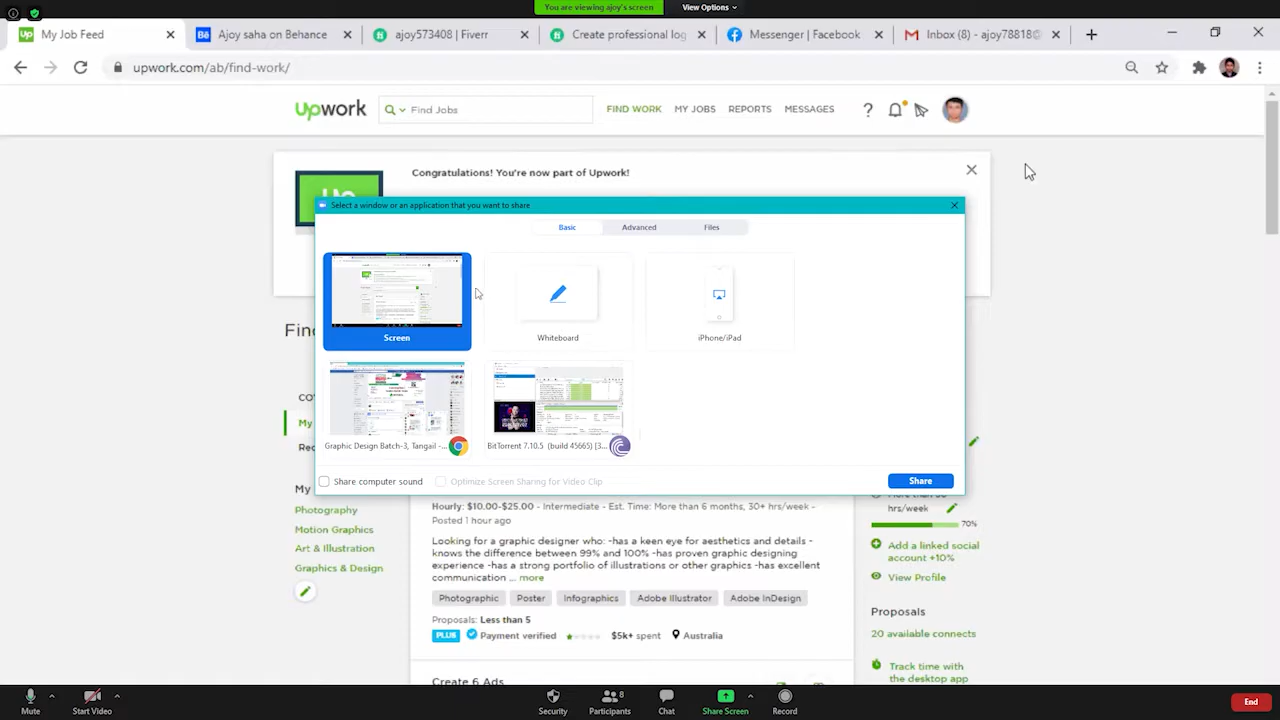 You are viewing ajoy's screen
View Options
My Job Feed
Ajoy saha on Behance
ajoy573408 | Fiverr
Create professional log
Messenger | Facebook
Inbox (8) - ajoy78818@
upwork.com/ab/find-work/
upwork
Find Jobs
FIND WORK
MY JOBS
REPORTS
MESSAGES
Congratulations! You're now part of Upwork!
Select a window or an application that you want to share
Basic
Advanced
Files
Screen
Whiteboard
iPhone/iPad
Graphic Design Batch-3, Tangail -...
BitTorrent 7.10.5 (build 45665) [3...
Share computer sound
Optimize Screen Sharing for Video Clip
Share
My
Photography
Motion Graphics
Art & Illustration
Graphics & Design
Hourly: $10.00-$25.00 - Intermediate - Est. Time: More than 6 months, 30+ hrs/week -
Posted 1 hour ago
Looking for a graphic designer who: -has a keen eye for aesthetics and details -
knows the difference between 99% and 100% -has proven graphic designing
experience -has a strong portfolio of illustrations or other graphics -has excellent
communication ... more
Photographic
Poster
Infographics
Adobe Illustrator
Adobe InDesign
Proposals: Less than 5
PLUS
Payment verified
$5k+ spent
Australia
Create 6 Ads
hrs/week
70%
Add a linked social
account +10%
View Profile
Proposals
20 available connects
Track time with
the desktop app
Mute
Start Video
Security
Participants
8
Chat
Share Screen
Record
End